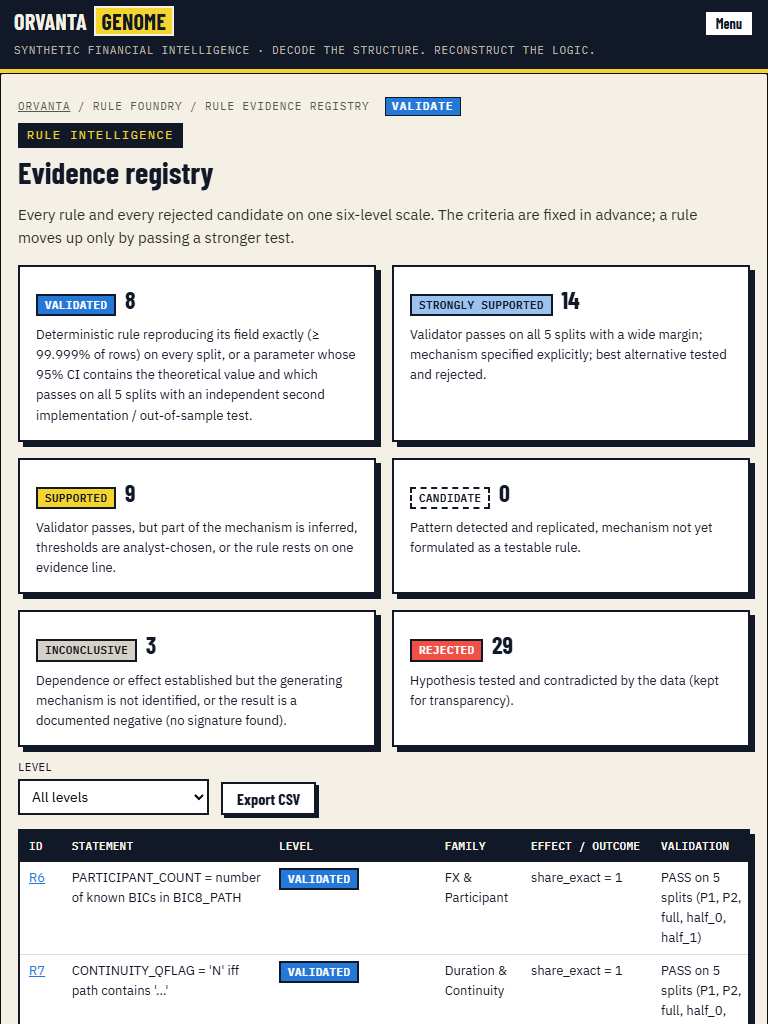 ORVANTA GENOME
Menu
SYNTHETIC FINANCIAL INTELLIGENCE · DECODE THE STRUCTURE. RECONSTRUCT THE LOGIC.
ORVANTA / RULE FOUNDRY / RULE EVIDENCE REGISTRY VALIDATE
RULE INTELLIGENCE
Evidence registry
Every rule and every rejected candidate on one six-level scale. The criteria are fixed in advance; a rule
moves up only by passing a stronger test.
VALIDATED 8
Deterministic rule reproducing its field exactly (≥
99.999% of rows) on every split, or a parameter whose
95% CI contains the theoretical value and which
passes on all 5 splits with an independent second
implementation / out-of-sample test.
STRONGLY SUPPORTED 14
Validator passes on all 5 splits with a wide margin;
mechanism specified explicitly; best alternative tested
and rejected.
SUPPORTED 9
Validator passes, but part of the mechanism is inferred,
thresholds are analyst-chosen, or the rule rests on one
evidence line.
CANDIDATE 0
Pattern detected and replicated, mechanism not yet
formulated as a testable rule.
INCONCLUSIVE 3
Dependence or effect established but the generating
mechanism is not identified, or the result is a
documented negative (no signature found).
REJECTED 29
Hypothesis tested and contradicted by the data (kept
for transparency).
LEVEL
All levels
Export CSV
ID STATEMENT LEVEL FAMILY EFFECT / OUTCOME VALIDATION
R6 PARTICIPANT_COUNT = number VALIDATED FX & share_exact = 1 PASS on 5
of known BICs in BIC8_PATH Participant splits (P1, P2,
full, half_0,
half_1)
R7 CONTINUITY_QFLAG = 'N' iff VALIDATED Duration & share_exact = 1 PASS on 5
path contains '...' Continuity splits (P1, P2,
full, half_0,